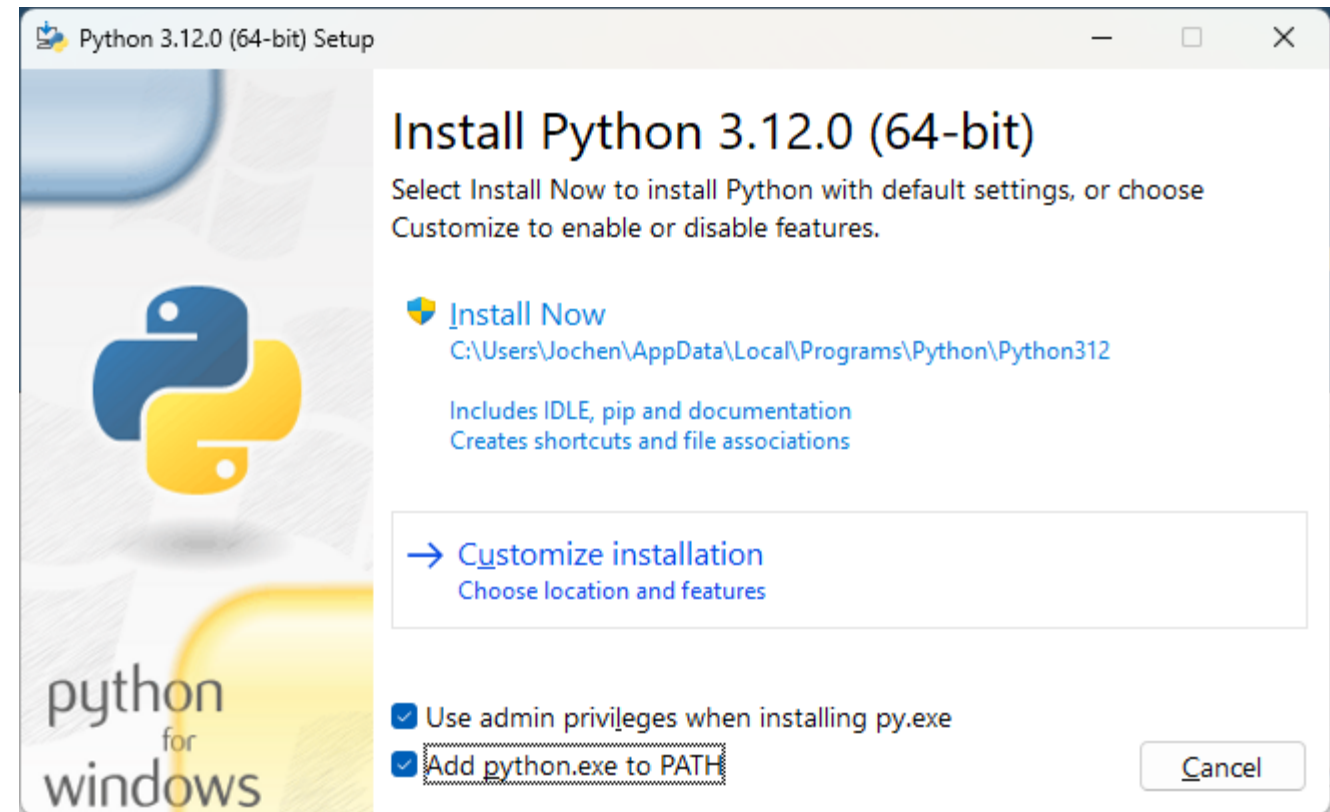 Python 3.12.0 (64-bit) Setup
Install Python 3.12.0 (64-bit)
Select Install Now to install Python with default settings, or choose
Customize to enable or disable features.
Install Now
C:\Users\Jochen\AppData\Local\Programs\Python\Python312
Includes IDLE, pip and documentation
Creates shortcuts and file associations
Customize installation
Choose location and features
python
for
windows
Use admin privileges when installing py.exe
Add python.exe to PATH
Cancel